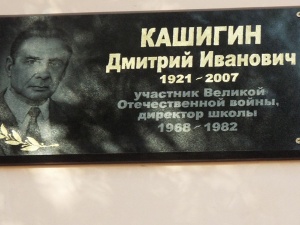 КАШИГИН
Дмитрий Иванович
1921 - 2007
участник Великой
Отечественной войны,
директор школы
1968 - 1982